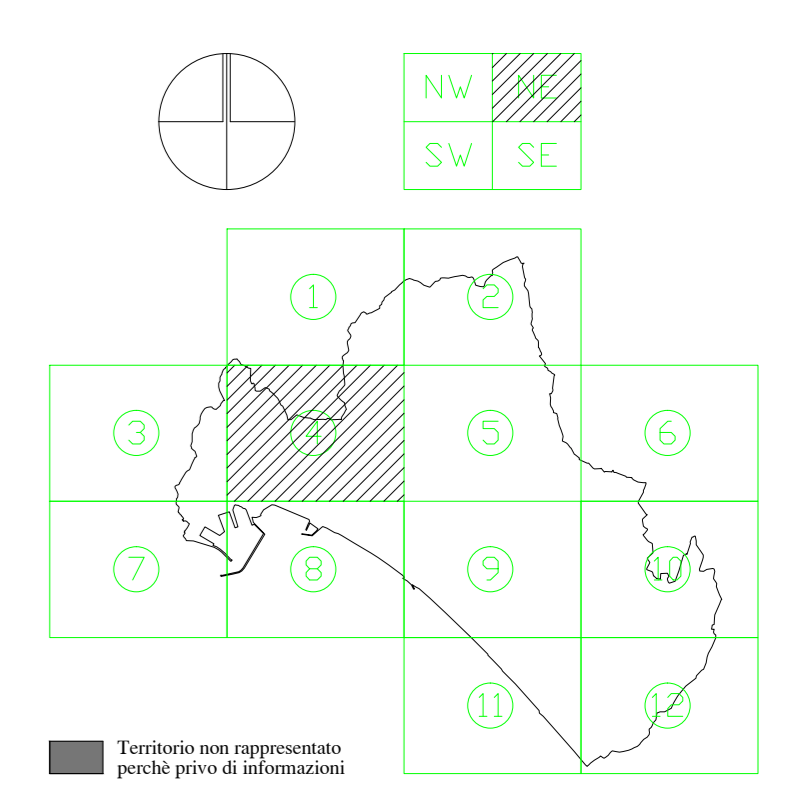 NW NE
SW SE
1 2
3 4 5 6
7 8 9 10
11 12
Territorio non rappresentato
perchè privo di informazioni